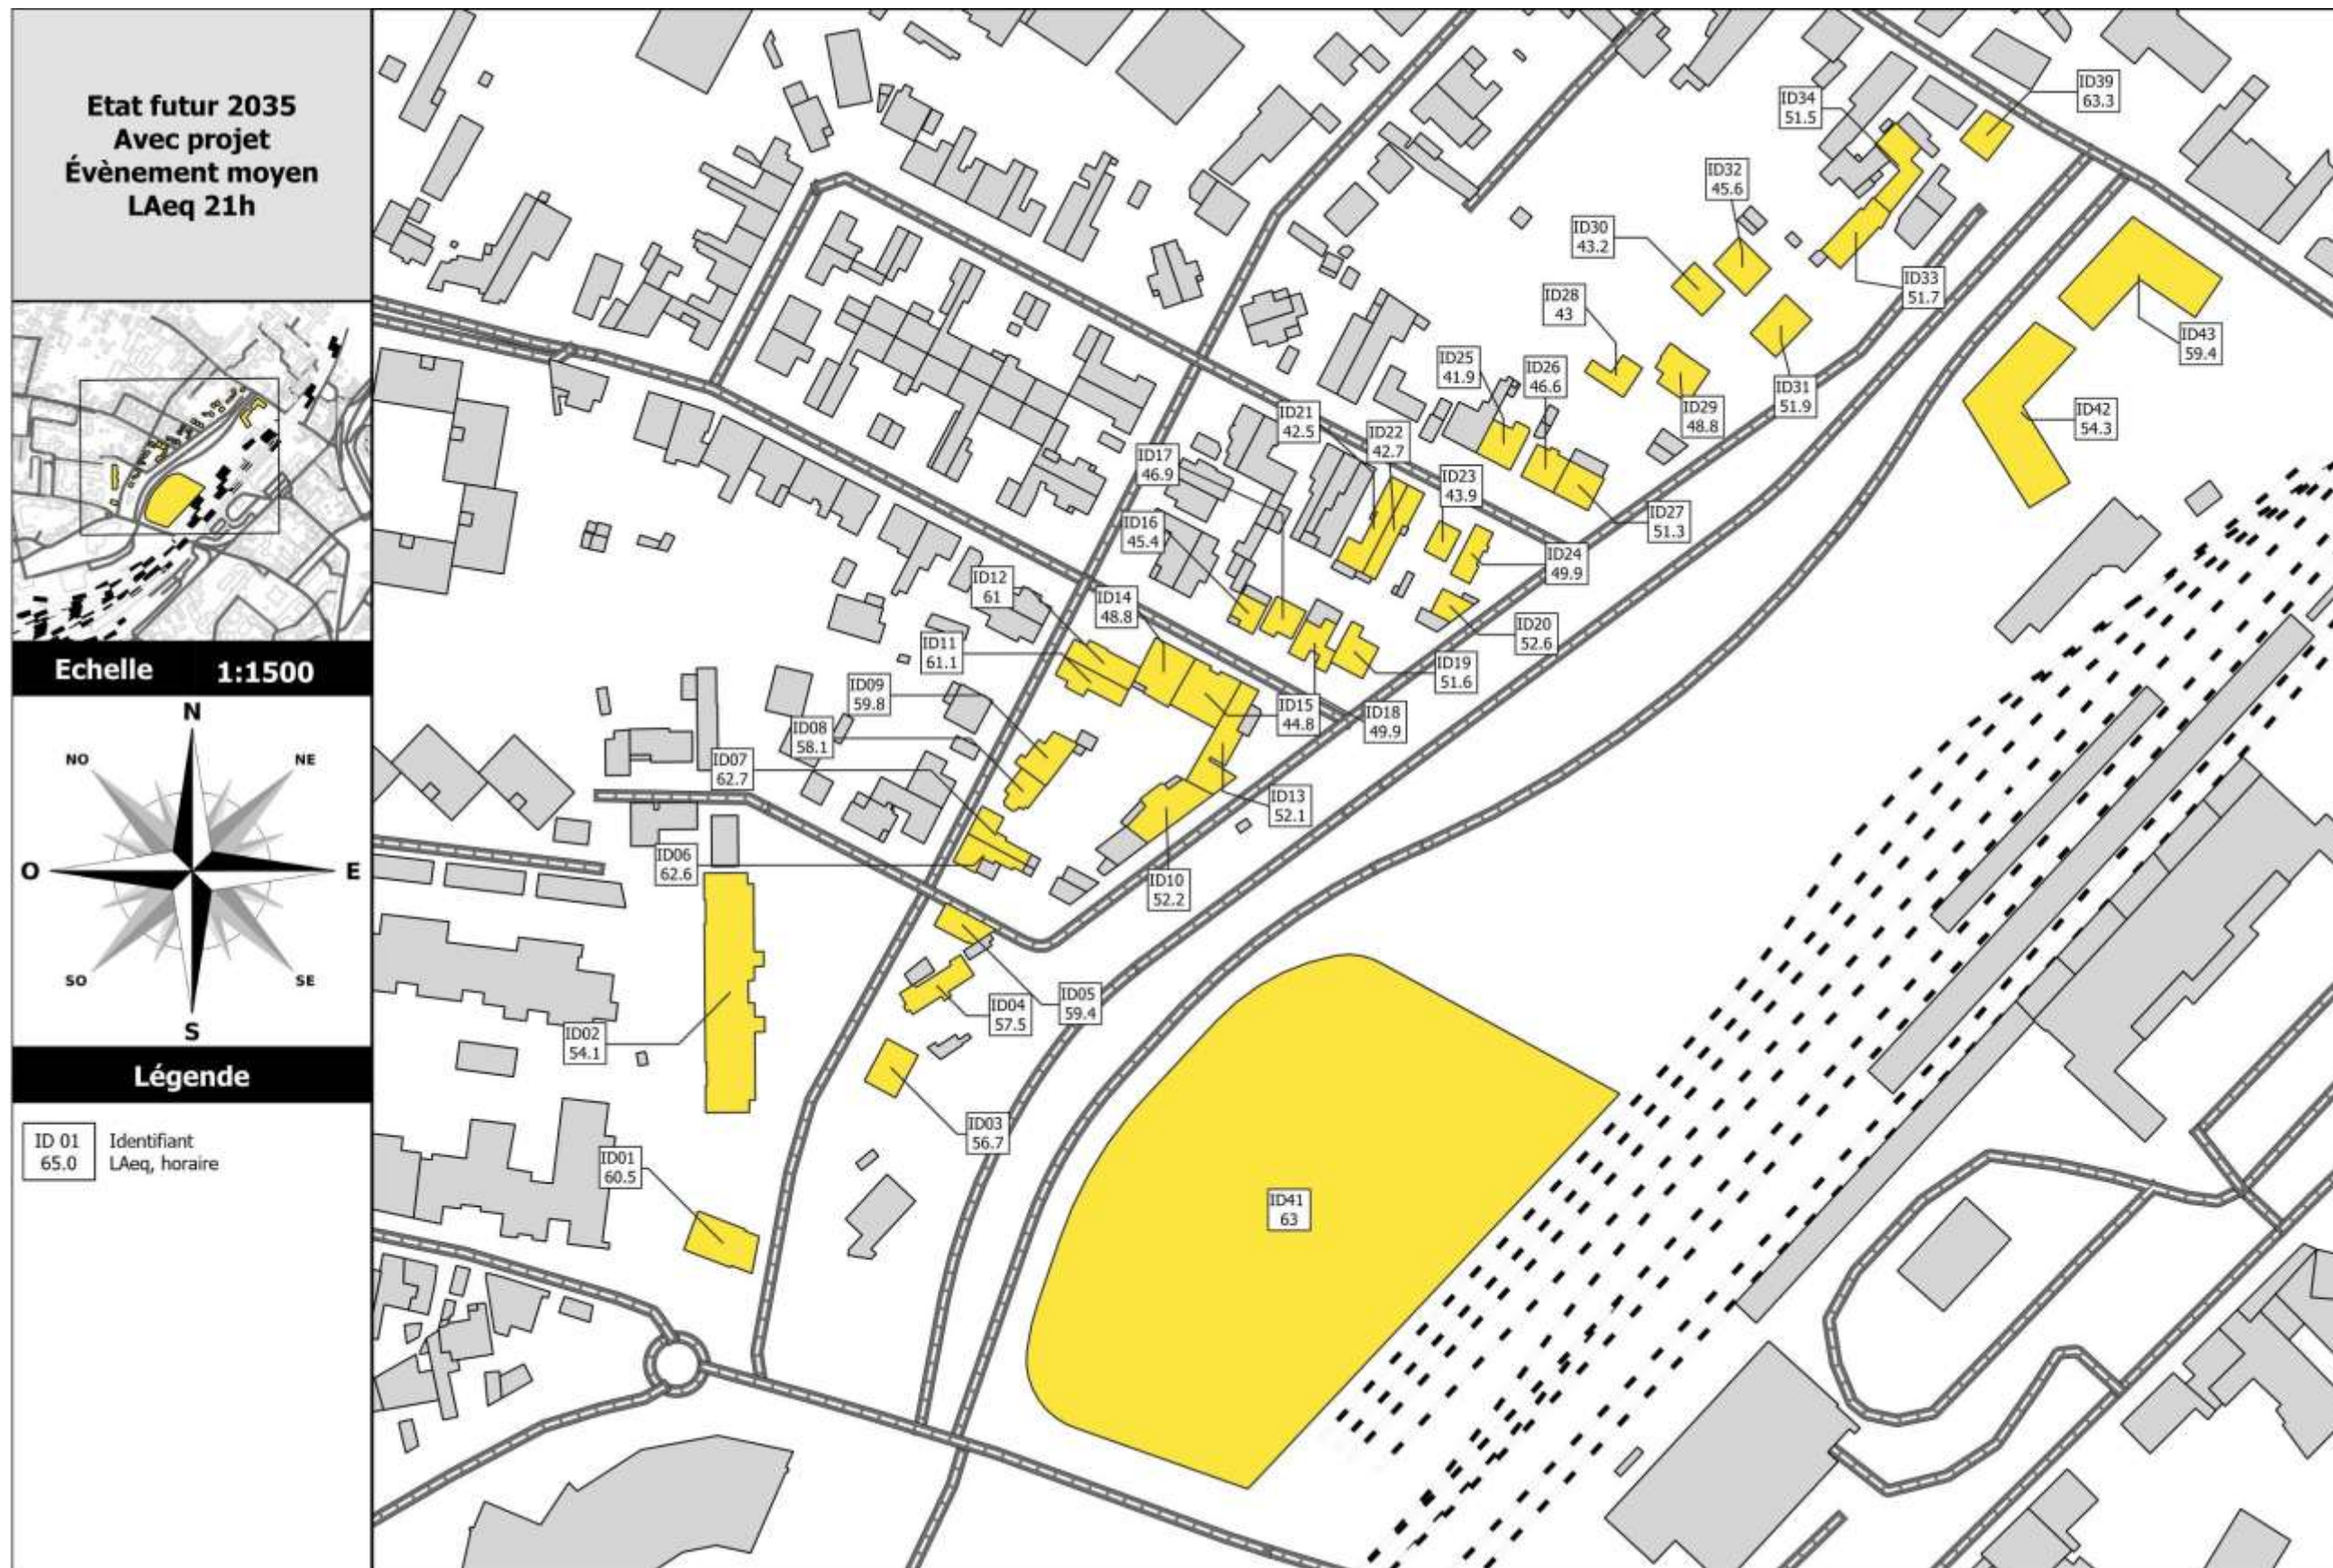 Etat futur 2035
Avec projet
Évènement moyen
LAeq 21h
Echelle 1:1500
N
NO NE
O E
SO SE
S
Légende
ID 01
65.0
Identifiant
LAeq, horaire
ID39
63.3
ID34
51.5
ID32
45.6
ID30
43.2
ID33
51.7
ID28
43
ID43
59.4
ID25
41.9
ID26
46.6
ID31
51.9
ID29
48.8
ID42
54.3
ID21
42.5
ID22
42.7
ID17
46.9
ID23
43.9
ID27
51.3
ID16
45.4
ID24
49.9
ID12
61
ID14
48.8
ID20
52.6
ID11
61.1
ID19
51.6
ID09
59.8
ID15
44.8
ID18
49.9
ID08
58.1
ID07
62.7
ID13
52.1
ID06
62.6
ID10
52.2
ID05
59.4
ID04
57.5
ID02
54.1
ID03
56.7
ID01
60.5
ID41
63